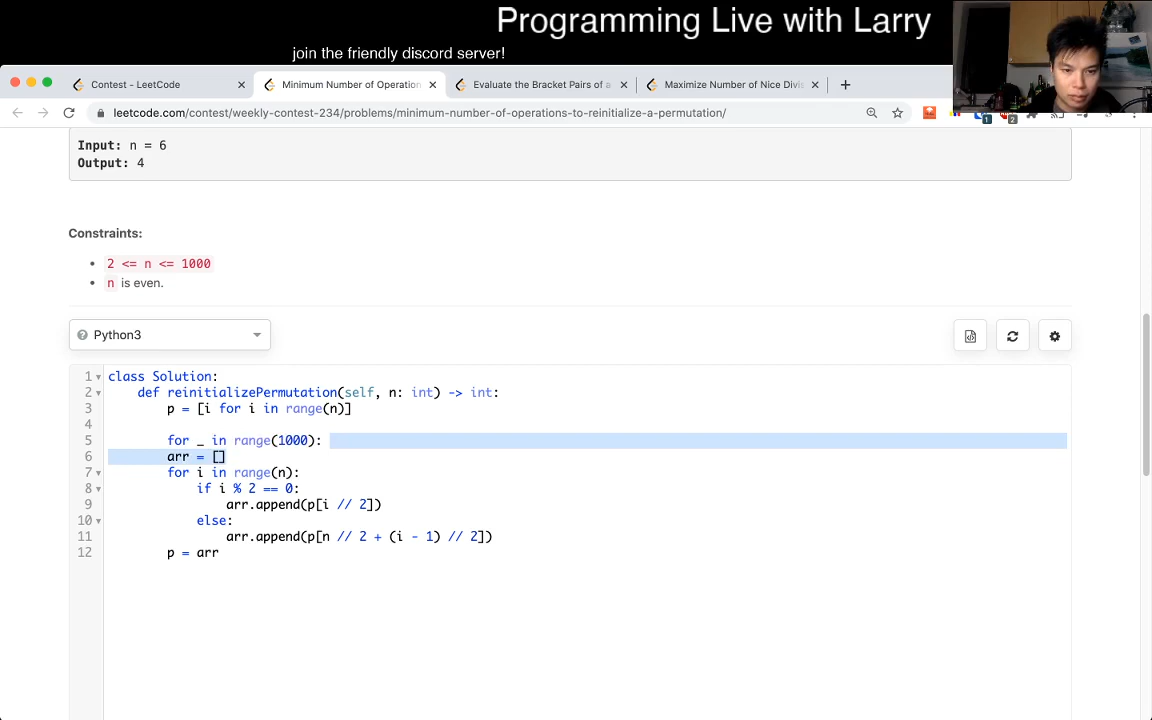 Programming Live with Larry
join the friendly discord server!
Contest - LeetCode
Minimum Number of Operation
Evaluate the Bracket Pairs of a
Maximize Number of Nice Divi
leetcode.com/contest/weekly-contest-234/problems/minimum-number-of-operations-to-reinitialize-a-permutation/
Input: n = 6
Output: 4
Constraints:
2 <= n <= 1000
n is even.
Python3
1 class Solution:
2 def reinitializePermutation(self, n: int) -> int:
3 p = [i for i in range(n)]
4
5 for _ in range(1000):
6 arr = []
7 for i in range(n):
8 if i % 2 == 0:
9 arr.append(p[i // 2])
10 else:
11 arr.append(p[n // 2 + (i - 1) // 2])
12 p = arr